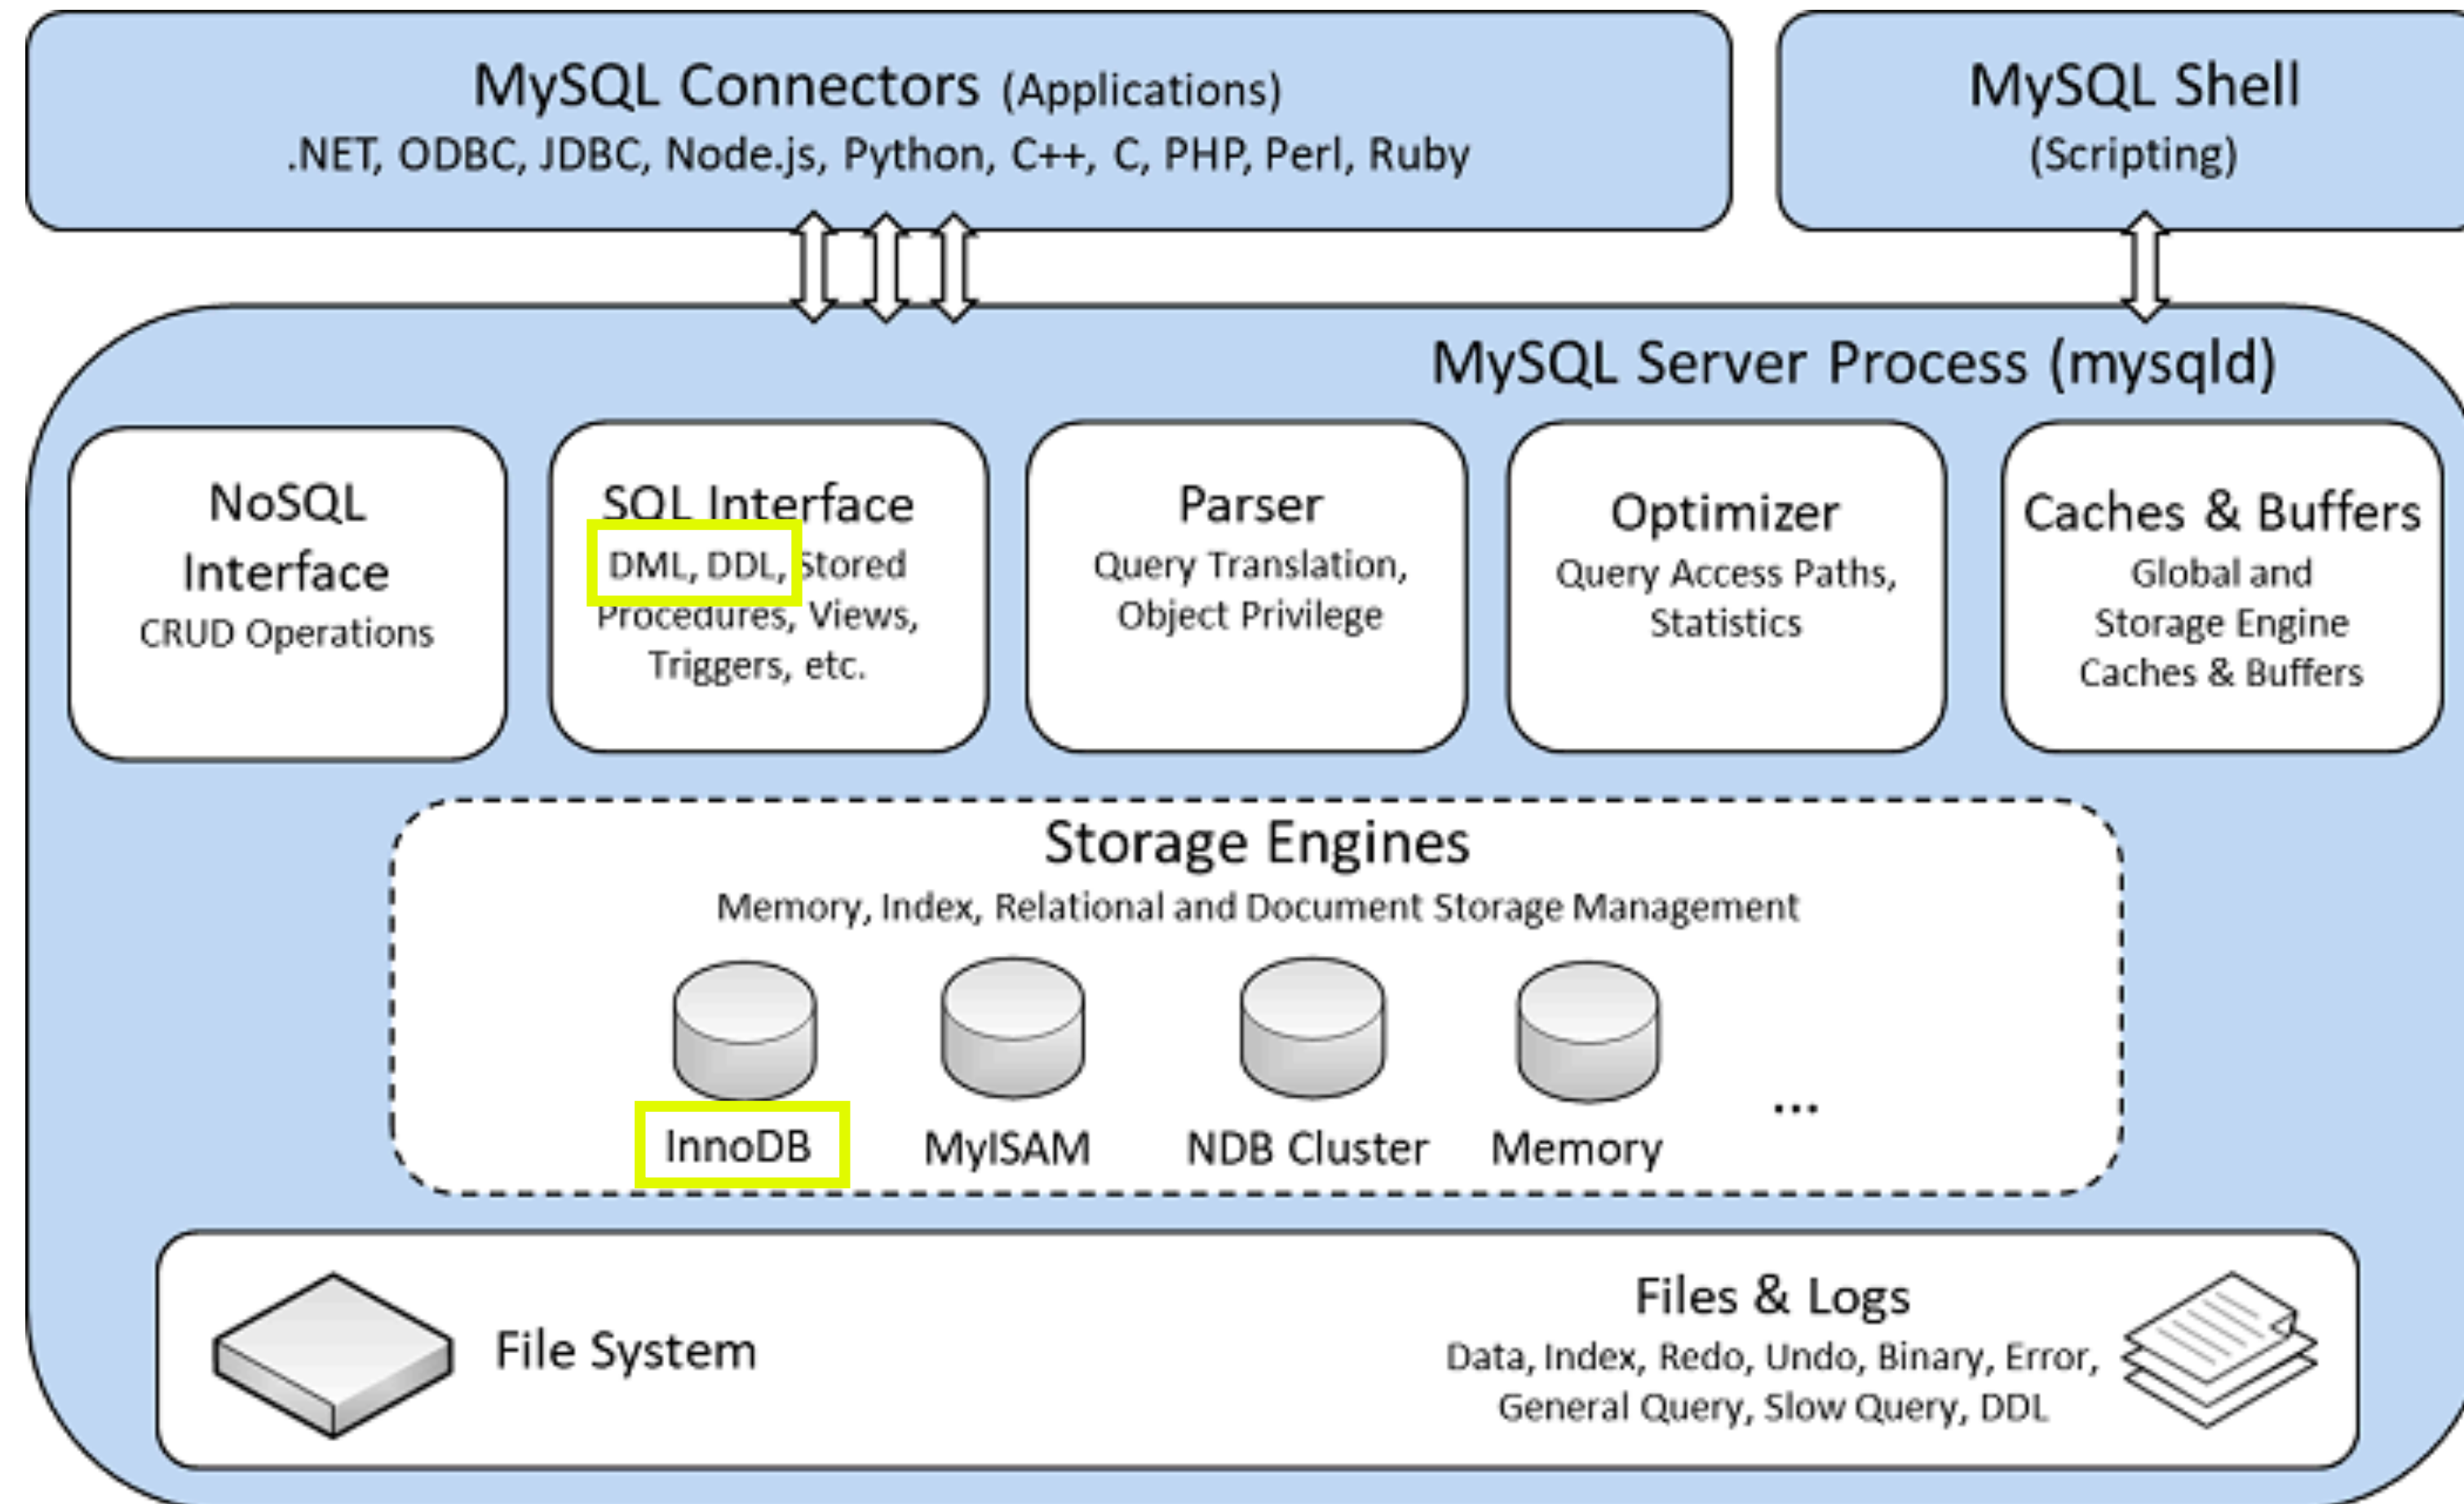 MySQL Connectors (Applications)
.NET, ODBC, JDBC, Node.js, Python, C++, C, PHP, Perl, Ruby
MySQL Shell
(Scripting)
MySQL Server Process (mysqld)
NoSQL
Interface
CRUD Operations
SQL Interface
DML, DDL, Stored
Procedures, Views,
Triggers, etc.
Parser
Query Translation,
Object Privilege
Optimizer
Query Access Paths,
Statistics
Caches & Buffers
Global and
Storage Engine
Caches & Buffers
Storage Engines
Memory, Index, Relational and Document Storage Management
InnoDB
MyISAM
NDB Cluster
Memory
...
File System
Files & Logs
Data, Index, Redo, Undo, Binary, Error,
General Query, Slow Query, DDL